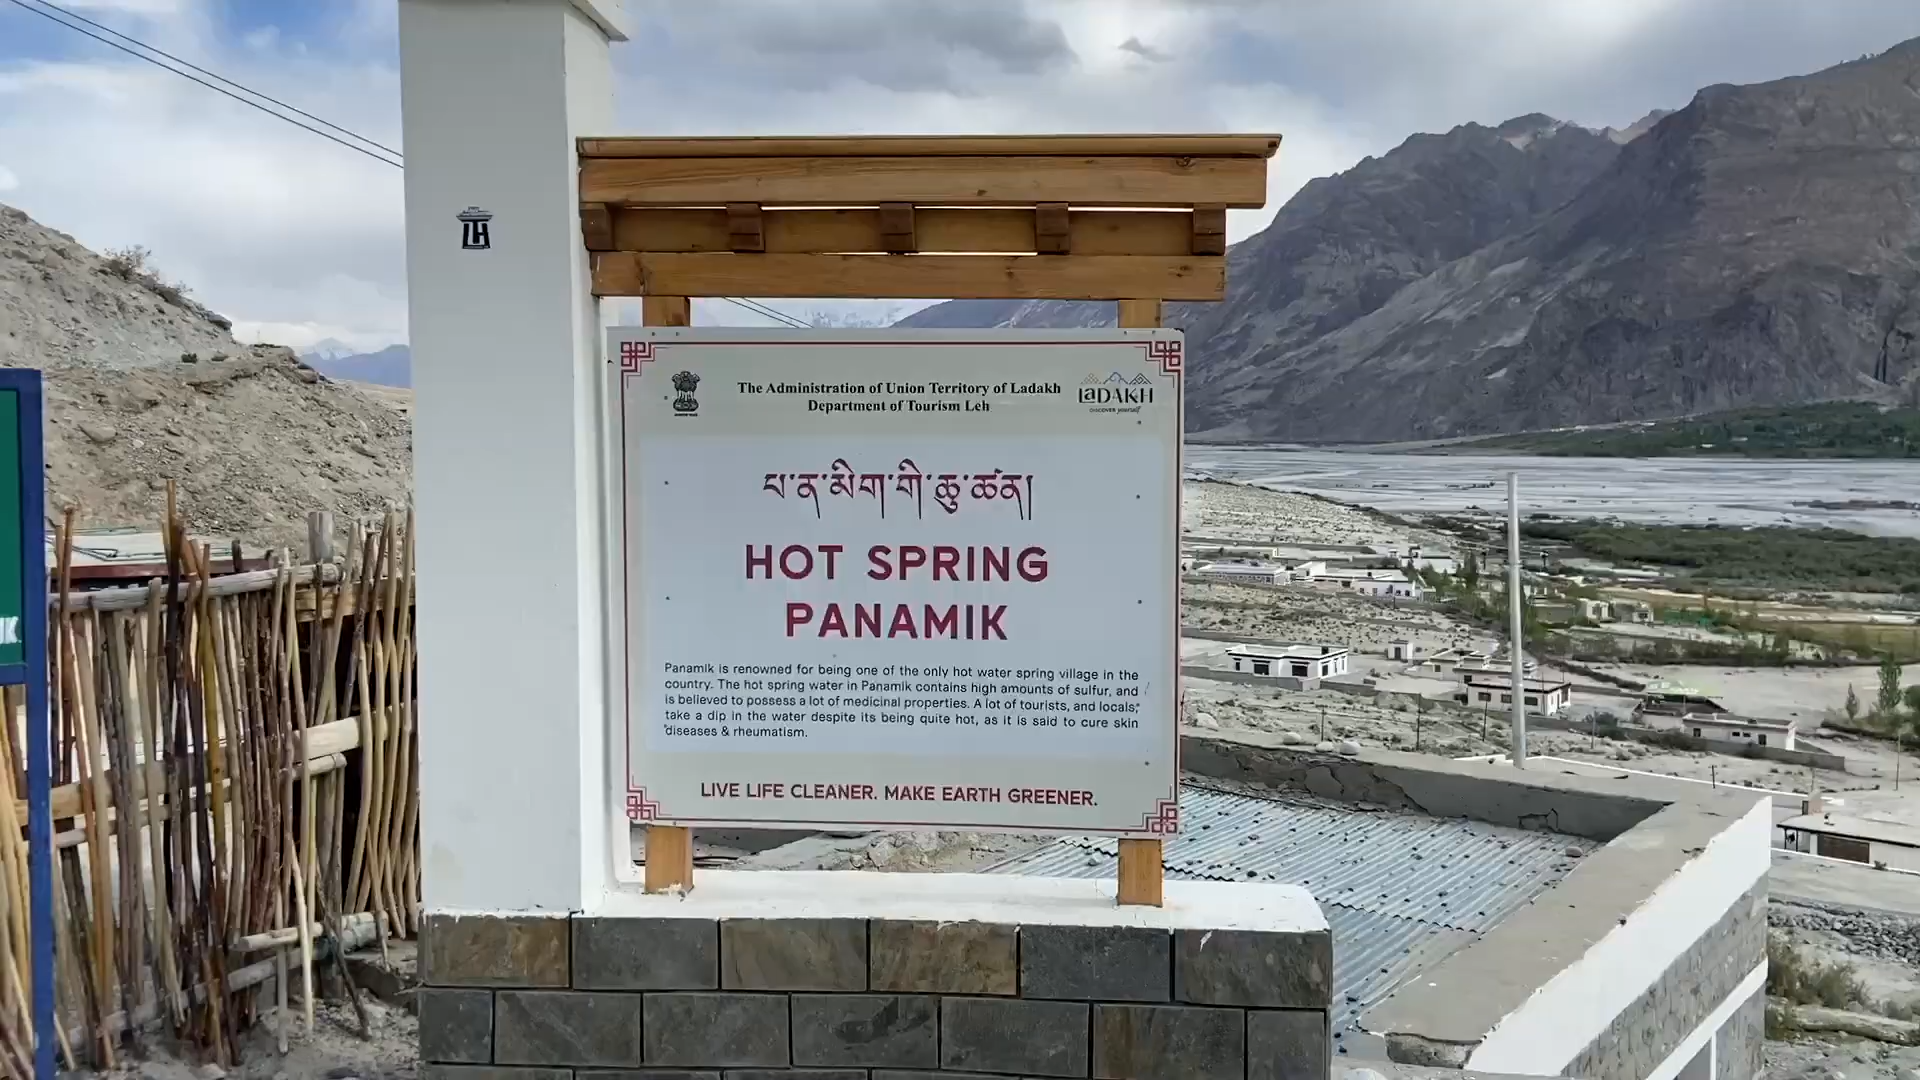 LH
The Administration of Union Territory of Ladakh
Department of Tourism Leh
LaDAKH
DISCOVER yourself
པ་ན་མིག་གི་ཆུ་ཚན།
HOT SPRING
PANAMIK
Panamik is renowned for being one of the only hot water spring village in the
country. The hot spring water in Panamik contains high amounts of sulfur, and
is believed to possess a lot of medicinal properties. A lot of tourists, and locals,
take a dip in the water despite its being quite hot, as it is said to cure skin
diseases & rheumatism.
LIVE LIFE CLEANER. MAKE EARTH GREENER.